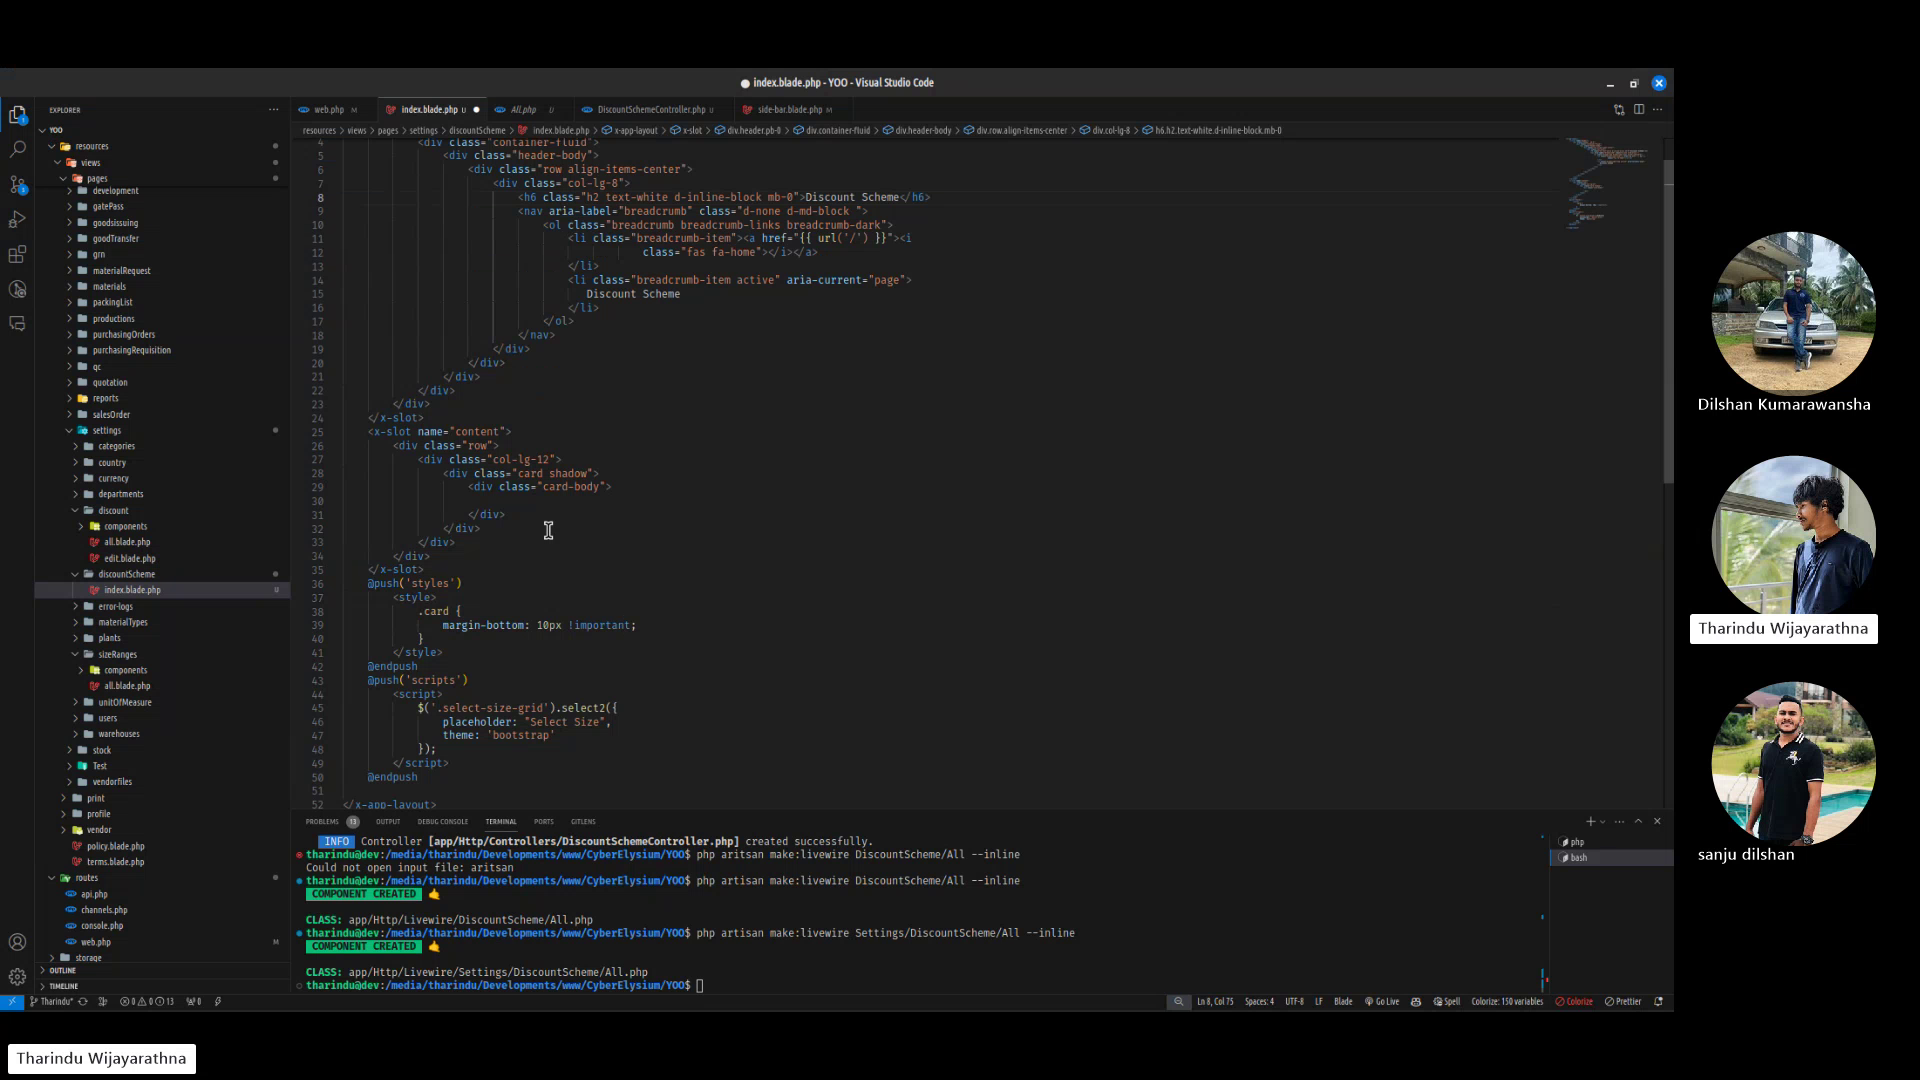 index.blade.php - YOO - Visual Studio Code
EXPLORER
web.php M
index.blade.php U
All.php U
DiscountSchemeController.php U
side-bar.blade.php M
YOO
resources > views > pages > settings > discountScheme > index.blade.php > x-app-layout > x-slot > div.header.pb-0 > div.container-fluid > div.header-body > div.row.align-items-center > div.col-lg-8 > h6.h2.text-white.d-inline-block.mb-0
resources
views
pages
development
gatePass
goodsissuing
goodTransfer
grn
materialRequest
materials
packingList
productions
purchasingOrders
purchasingRequisition
qc
quotation
reports
salesOrder
settings
categories
country
currency
departments
discount
components
all.blade.php
edit.blade.php
discountScheme
index.blade.php U
error-logs
materialTypes
plants
sizeRanges
components
all.blade.php
unitOfMeasure
users
warehouses
stock
Test
vendorfiles
print
profile
vendor
policy.blade.php
terms.blade.php
routes
api.php
channels.php
console.php
web.php M
storage
OUTLINE
TIMELINE
4 <div class="container-fluid">
5 <div class="header-body">
6 <div class="row align-items-center">
7 <div class="col-lg-8">
8 <h6 class="h2 text-white d-inline-block mb-0">Discount Scheme</h6>
9 <nav aria-label="breadcrumb" class="d-none d-md-block ">
10 <ol class="breadcrumb breadcrumb-links breadcrumb-dark">
11 <li class="breadcrumb-item"><a href="{{ url('/') }}"><i
12 class="fas fa-home"></i></a>
13 </li>
14 <li class="breadcrumb-item active" aria-current="page">
15 Discount Scheme
16 </li>
17 </ol>
18 </nav>
19 </div>
20 </div>
21 </div>
22 </div>
23 </div>
24 </x-slot>
25 <x-slot name="content">
26 <div class="row">
27 <div class="col-lg-12">
28 <div class="card shadow">
29 <div class="card-body">
30
31 </div>
32 </div>
33 </div>
34 </div>
35 </x-slot>
36 @push('styles')
37 <style>
38 .card {
39 margin-bottom: 10px !important;
40 }
41 </style>
42 @endpush
43 @push('scripts')
44 <script>
45 $('.select-size-grid').select2({
46 placeholder: "Select Size",
47 theme: 'bootstrap'
48 });
49 </script>
50 @endpush
51
52 </x-app-layout>
PROBLEMS 13 OUTPUT DEBUG CONSOLE TERMINAL PORTS GITLENS
INFO Controller [app/Http/Controllers/DiscountSchemeController.php] created successfully.
tharindu@dev:/media/tharindu/Developments/www/CyberElysium/YOO$ php aritsan make:livewire DiscountScheme/All --inline
Could not open input file: aritsan
tharindu@dev:/media/tharindu/Developments/www/CyberElysium/YOO$ php artisan make:livewire DiscountScheme/All --inline
COMPONENT CREATED
CLASS: app/Http/Livewire/DiscountScheme/All.php
tharindu@dev:/media/tharindu/Developments/www/CyberElysium/YOO$ php artisan make:livewire Settings/DiscountScheme/All --inline
COMPONENT CREATED
CLASS: app/Http/Livewire/Settings/DiscountScheme/All.php
tharindu@dev:/media/tharindu/Developments/www/CyberElysium/YOO$
php
bash
Tharindu* 0 0 13 0
Ln 8, Col 75 Spaces: 4 UTF-8 LF Blade Go Live Spell Colorize: 150 variables Colorize Prettier
Dilshan Kumarawansha
Tharindu Wijayarathna
sanju dilshan
Tharindu Wijayarathna